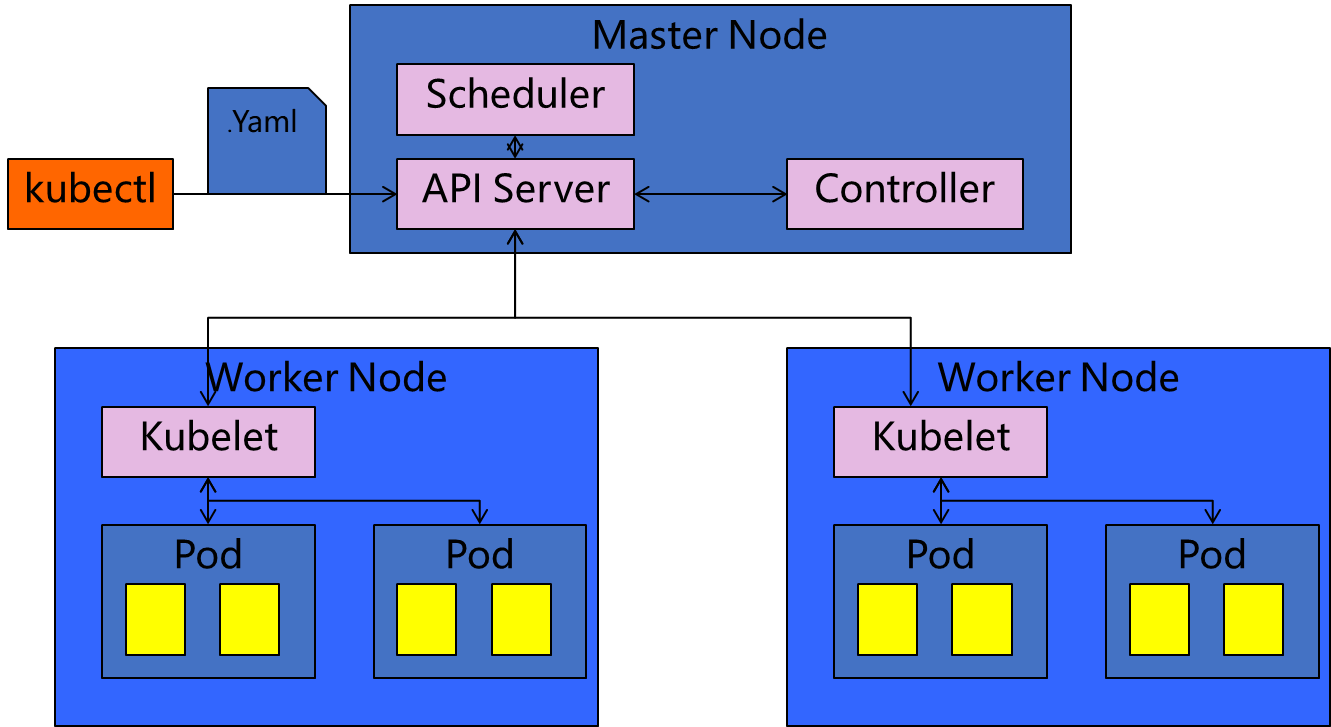 Master Node
Scheduler
.Yaml
kubectl
API Server
Controller
Worker Node
Worker Node
Kubelet
Kubelet
Pod
Pod
Pod
Pod